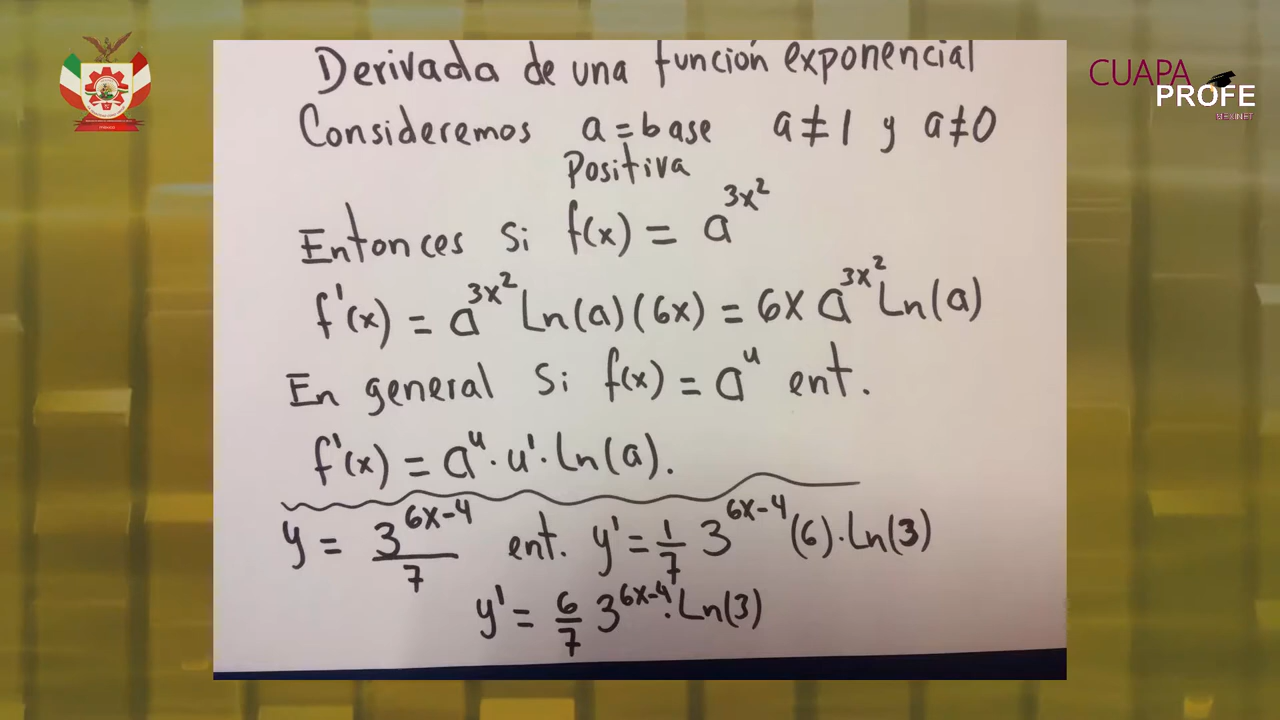 Derivada de una función exponencial
Consideremos a = base a ≠ 1 y a ≠ 0
Positiva
Entonces Si f(x) = a^3x²
f'(x) = a^3x² Ln(a)(6x) = 6x a^3x² Ln(a)
En general Si f(x) = a^u ent.
f'(x) = a^u · u' · Ln(a).
y = 3^6x-4 / 7 ent. y' = 1/7 3^6x-4 (6) · Ln(3)
y' = 6/7 3^6x-4 · Ln(3)
CUAPA
PROFE